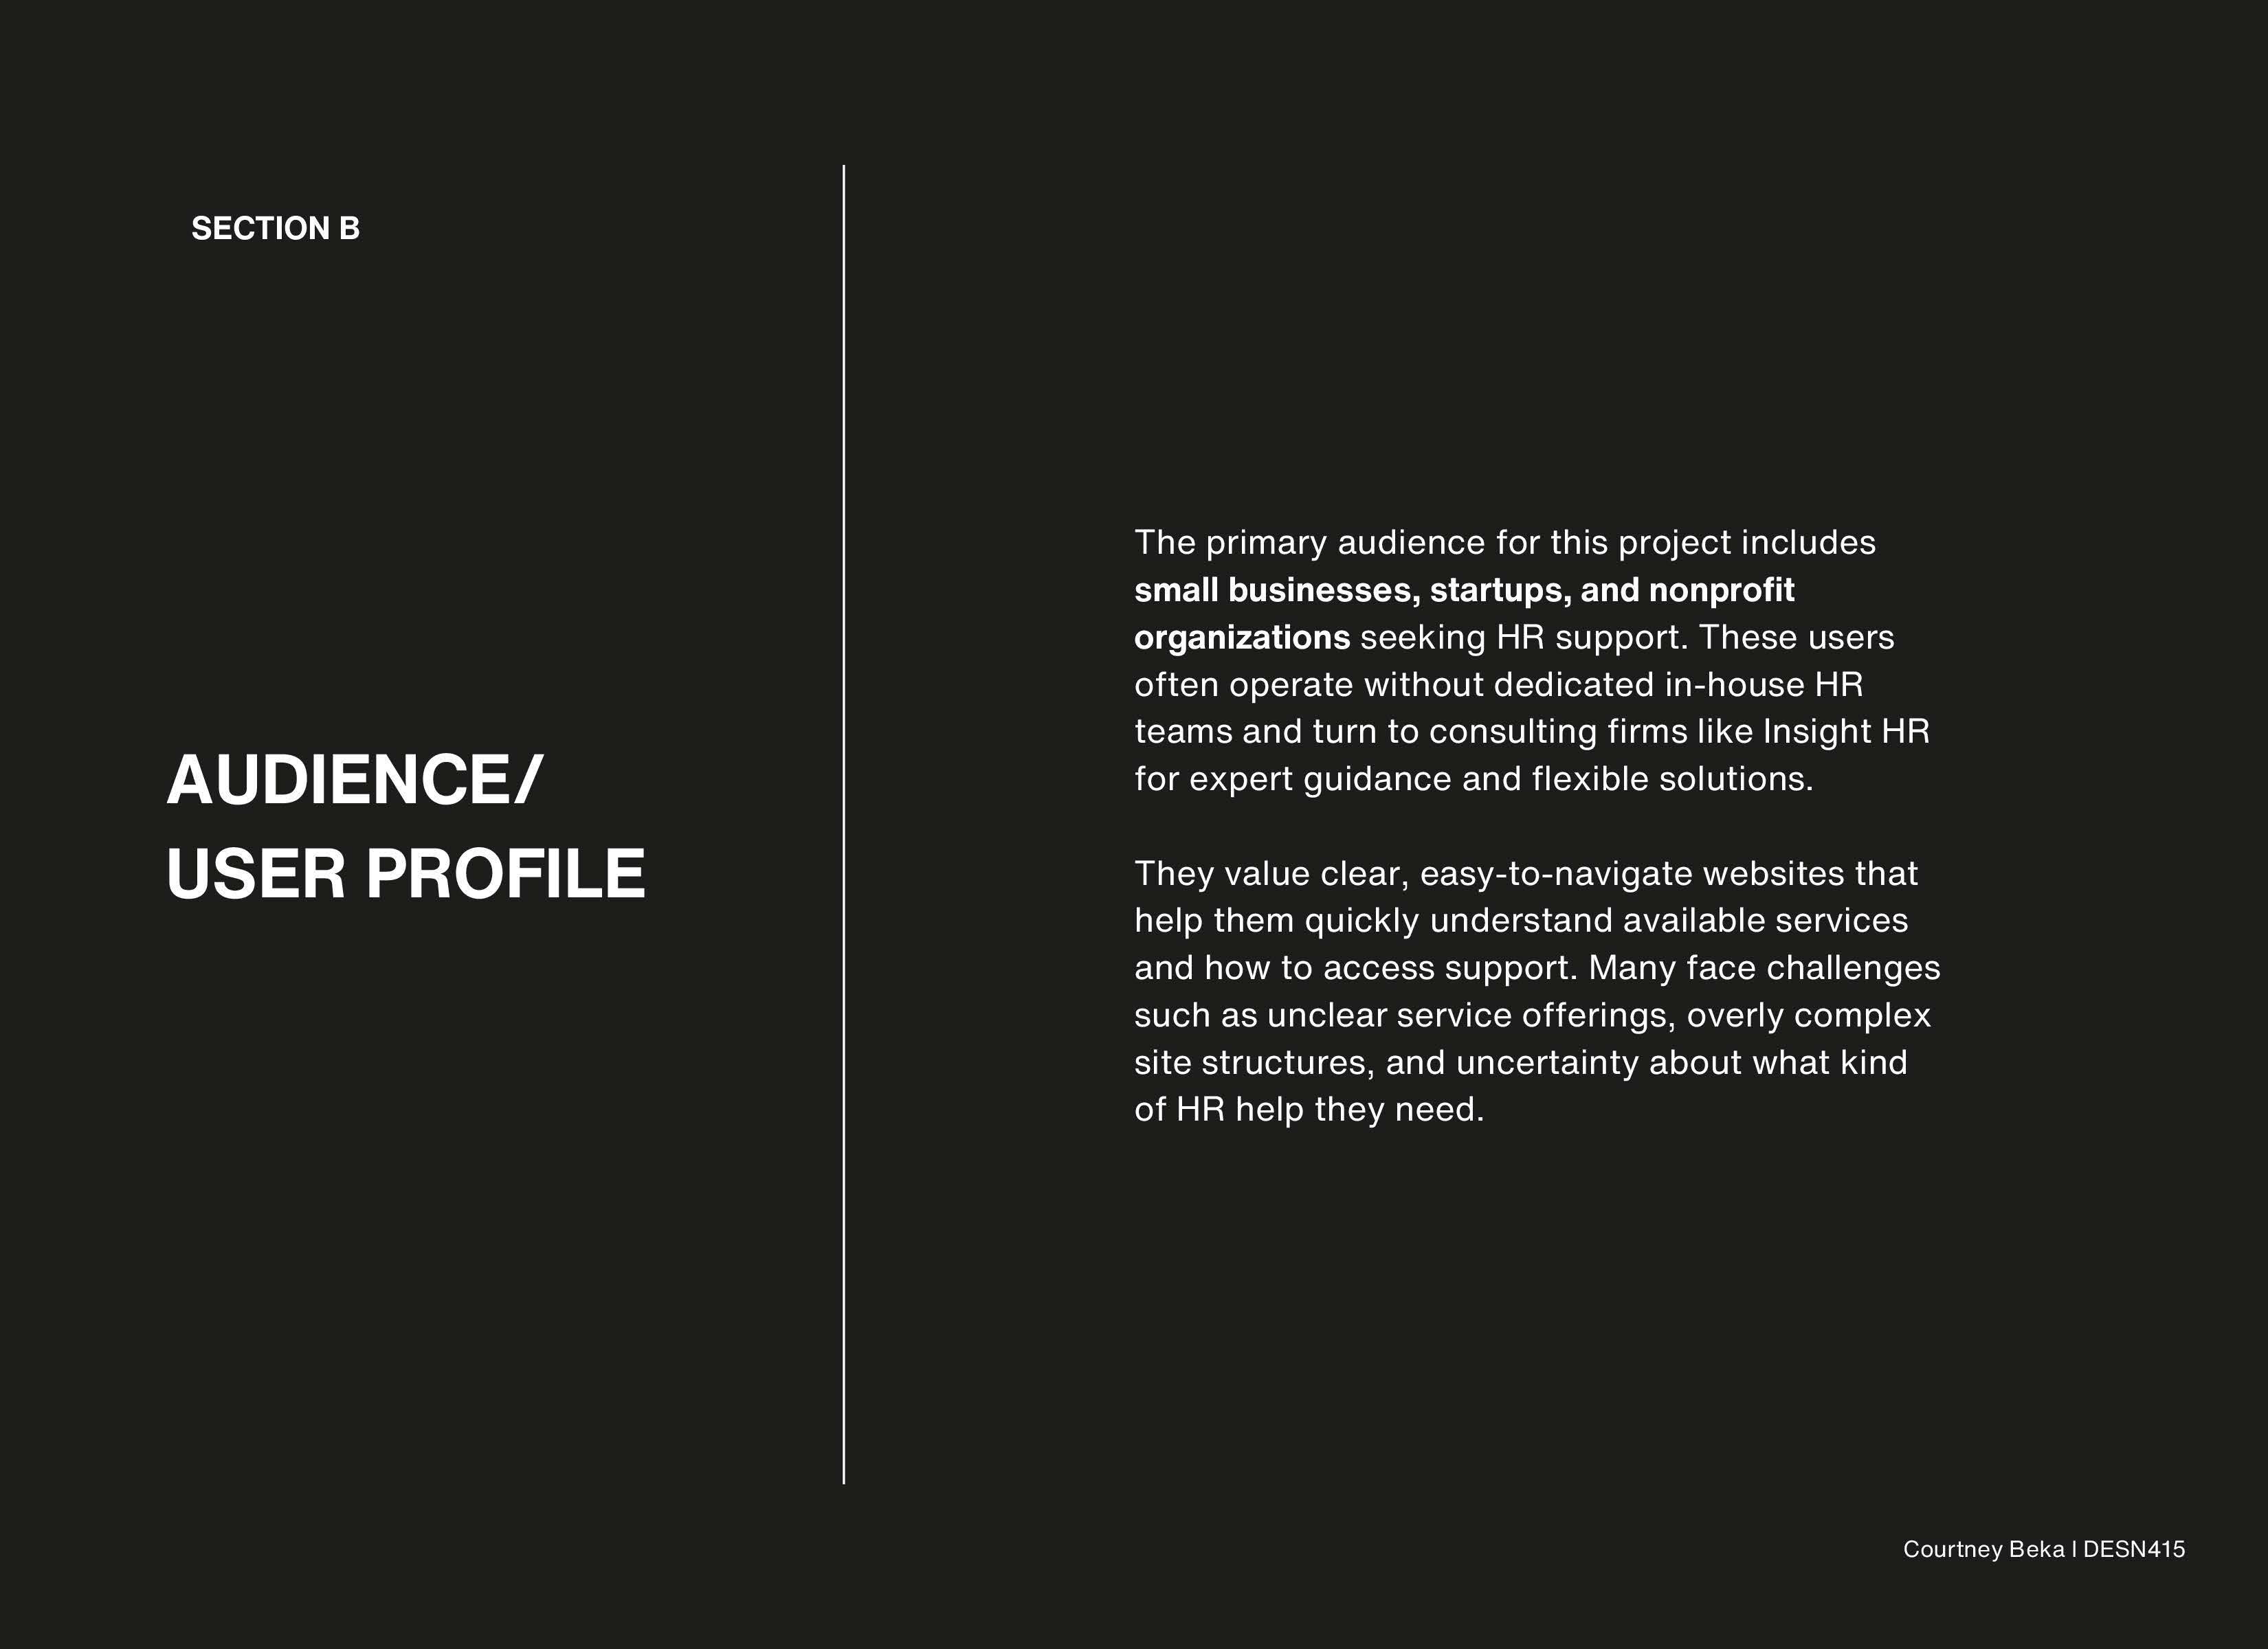 SECTION B
AUDIENCE/
USER PROFILE
The primary audience for this project includes
small businesses, startups, and nonprofit
organizations seeking HR support. These users
often operate without dedicated in-house HR
teams and turn to consulting firms like Insight HR
for expert guidance and flexible solutions.
They value clear, easy-to-navigate websites that
help them quickly understand available services
and how to access support. Many face challenges
such as unclear service offerings, overly complex
site structures, and uncertainty about what kind
of HR help they need.
Courtney Beka I DESN415